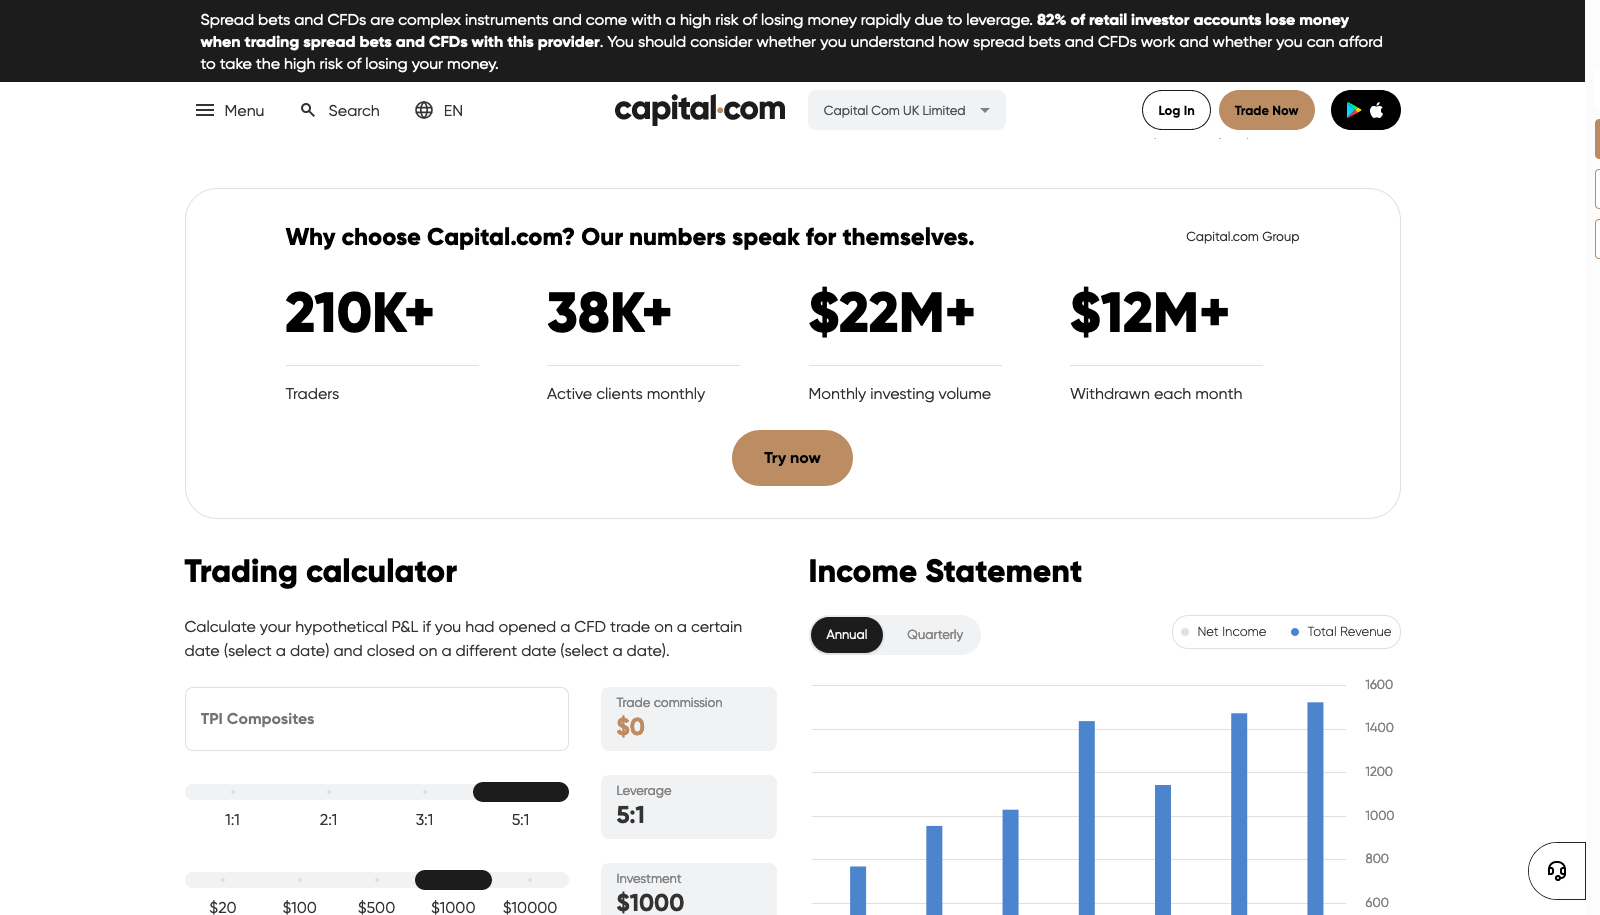 Spread bets and CFDs are complex instruments and come with a high risk of losing money rapidly due to leverage. 82% of retail investor accounts lose money
when trading spread bets and CFDs with this provider. You should consider whether you understand how spread bets and CFDs work and whether you can afford
to take the high risk of losing your money.
Menu Search EN capital.com Capital Com UK Limited Log In Trade Now
Why choose Capital.com? Our numbers speak for themselves. Capital.com Group
210K+ 38K+ $22M+ $12M+
Traders Active clients monthly Monthly investing volume Withdrawn each month
Try now
Trading calculator
Calculate your hypothetical P&L if you had opened a CFD trade on a certain
date (select a date) and closed on a different date (select a date).
TPI Composites
Trade commission
$0
1:1 2:1 3:1 5:1
Leverage
5:1
$20 $100 $500 $1000 $10000
Investment
$1000
Income Statement
Annual Quarterly
Net Income Total Revenue
1600
1400
1200
1000
800
600